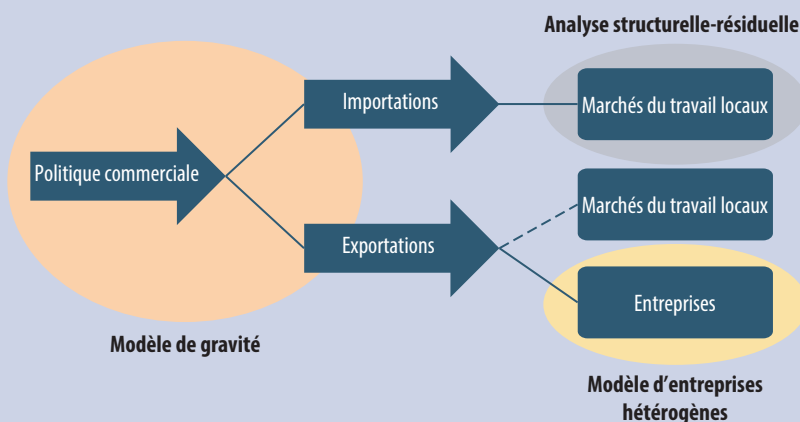 Analyse structurelle-résiduelle
Importations
Marchés du travail locaux
Politique commerciale
Marchés du travail locaux
Exportations
Entreprises
Modèle de gravité
Modèle d’entreprises
hétérogènes